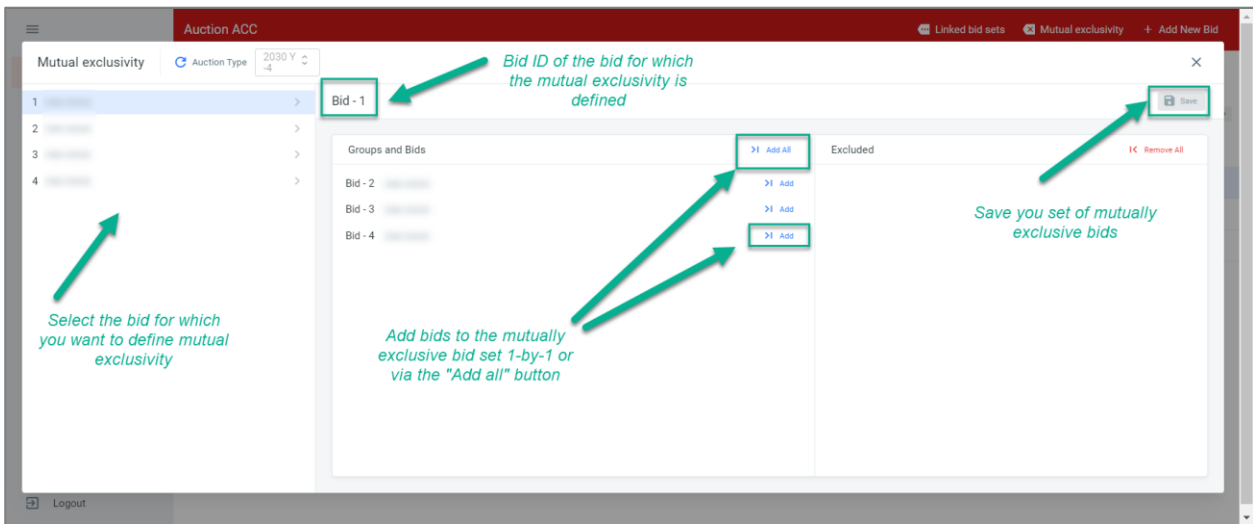 Auction ACC
Linked bid sets
Mutual exclusivity
+ Add New Bid
Mutual exclusivity
Auction Type
2030 Y
-4
Bid ID of the bid for which
the mutual exclusivity is
defined
1
2
3
4
Bid - 1
Save
Groups and Bids
Add All
Excluded
Remove All
Bid - 2
Add
Bid - 3
Add
Bid - 4
Add
Save you set of mutually
exclusive bids
Select the bid for which
you want to define mutual
exclusivity
Add bids to the mutually
exclusive bid set 1-by-1 or
via the "Add all" button
Logout